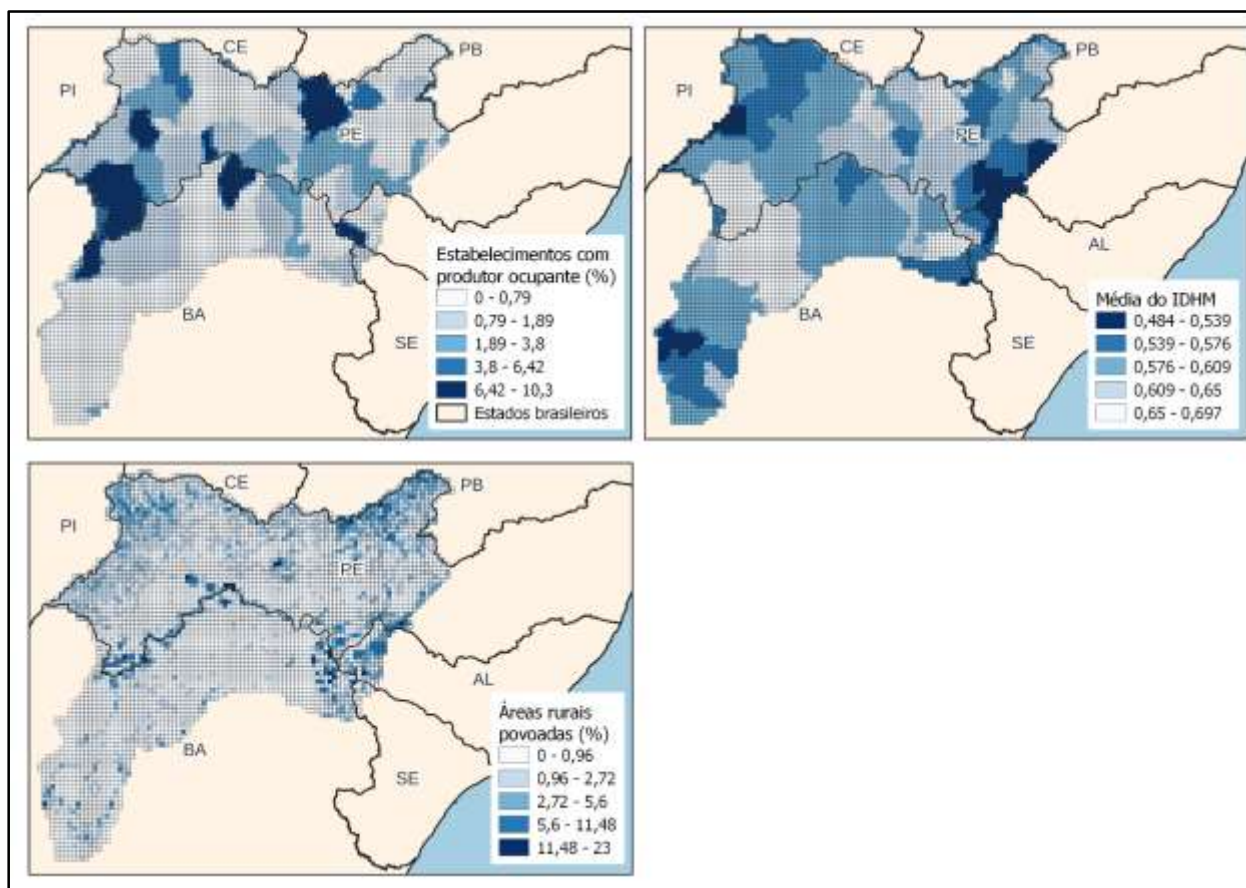 CE
PB
PI
PE
Estabelecimentos com
produtor ocupante (%)
0 - 0,79
0,79 - 1,89
1,89 - 3,8
3,8 - 6,42
6,42 - 10,3
Estados brasileiros
BA
SE
CE
PB
PI
PE
AL
Média do IDHM
0,484 - 0,539
0,539 - 0,576
0,576 - 0,609
0,609 - 0,65
0,65 - 0,697
BA
SE
CE
PB
PI
PE
AL
Áreas rurais
povoadas (%)
0 - 0,96
0,96 - 2,72
2,72 - 5,6
5,6 - 11,48
11,48 - 23
BA
SE